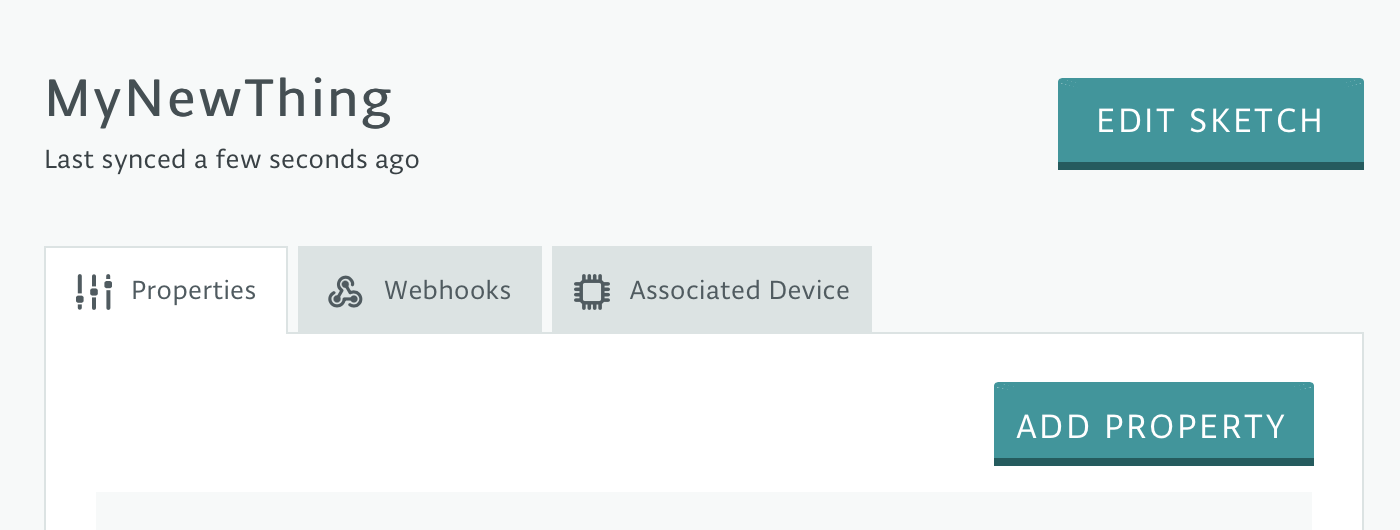 MyNewThing
EDIT SKETCH
Last synced a few seconds ago
Properties
Webhooks
Associated Device
ADD PROPERTY